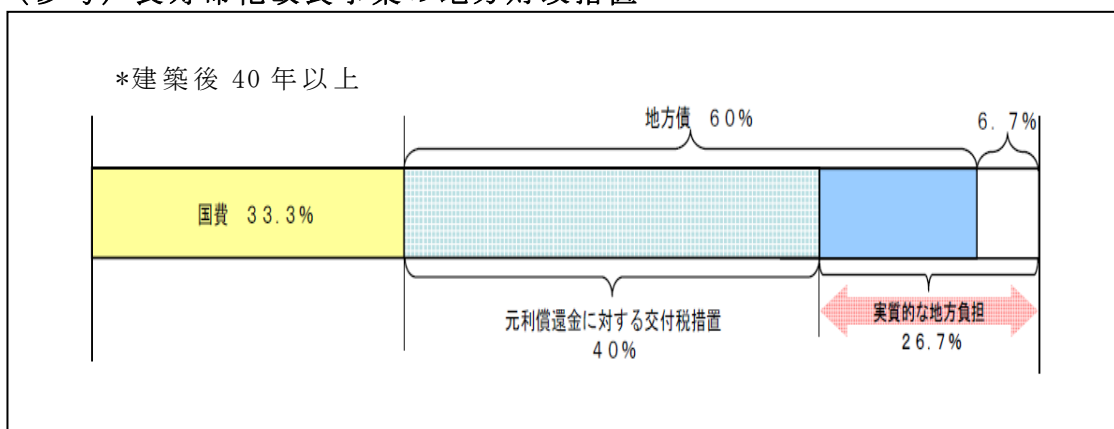 *建築後 40 年以上
地方債 60%
6.7%
国費 33.3%
元利償還金に対する交付税措置
40%
実質的な地方負担
26.7%